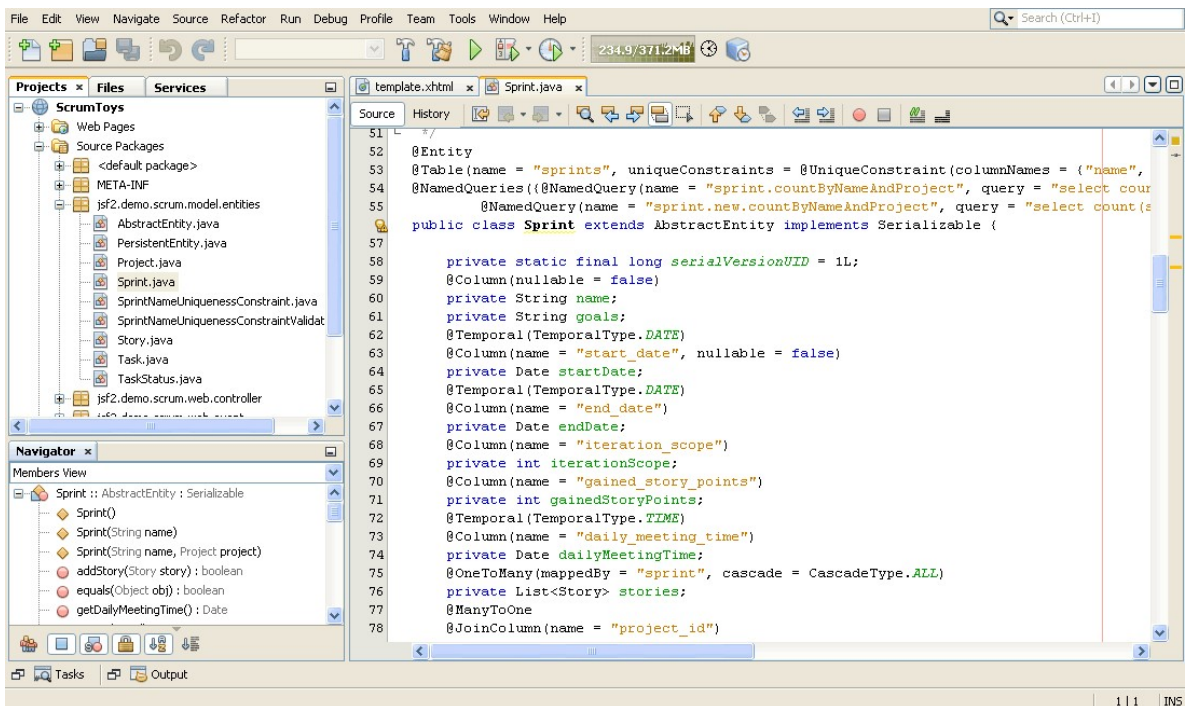 File Edit View Navigate Source Refactor Run Debug Profile Team Tools Window Help
Search (Ctrl+I)
234.9/371.2MB
Projects Files Services
ScrumToys
Web Pages
Source Packages
<default package>
META-INF
jsf2.demo.scrum.model.entities
AbstractEntity.java
PersistentEntity.java
Project.java
Sprint.java
SprintNameUniquenessConstraint.java
SprintNameUniquenessConstraintValidat
Story.java
Task.java
TaskStatus.java
jsf2.demo.scrum.web.controller
Navigator
Members View
Sprint :: AbstractEntity : Serializable
Sprint()
Sprint(String name)
Sprint(String name, Project project)
addStory(Story story) : boolean
equals(Object obj) : boolean
getDailyMeetingTime() : Date
template.xhtml Sprint.java
Source History
51 */
52 @Entity
53 @Table(name = "sprints", uniqueConstraints = @UniqueConstraint(columnNames = {"name",
54 @NamedQueries({@NamedQuery(name = "sprint.countByNameAndProject", query = "select cour
55 @NamedQuery(name = "sprint.new.countByNameAndProject", query = "select count(s
public class Sprint extends AbstractEntity implements Serializable {
57
58 private static final long serialVersionUID = 1L;
59 @Column(nullable = false)
60 private String name;
61 private String goals;
62 @Temporal(TemporalType.DATE)
63 @Column(name = "start_date", nullable = false)
64 private Date startDate;
65 @Temporal(TemporalType.DATE)
66 @Column(name = "end_date")
67 private Date endDate;
68 @Column(name = "iteration_scope")
69 private int iterationScope;
70 @Column(name = "gained_story_points")
71 private int gainedStoryPoints;
72 @Temporal(TemporalType.TIME)
73 @Column(name = "daily_meeting_time")
74 private Date dailyMeetingTime;
75 @OneToMany(mappedBy = "sprint", cascade = CascadeType.ALL)
76 private List<Story> stories;
77 @ManyToOne
78 @JoinColumn(name = "project_id")
Tasks Output
1|1 INS